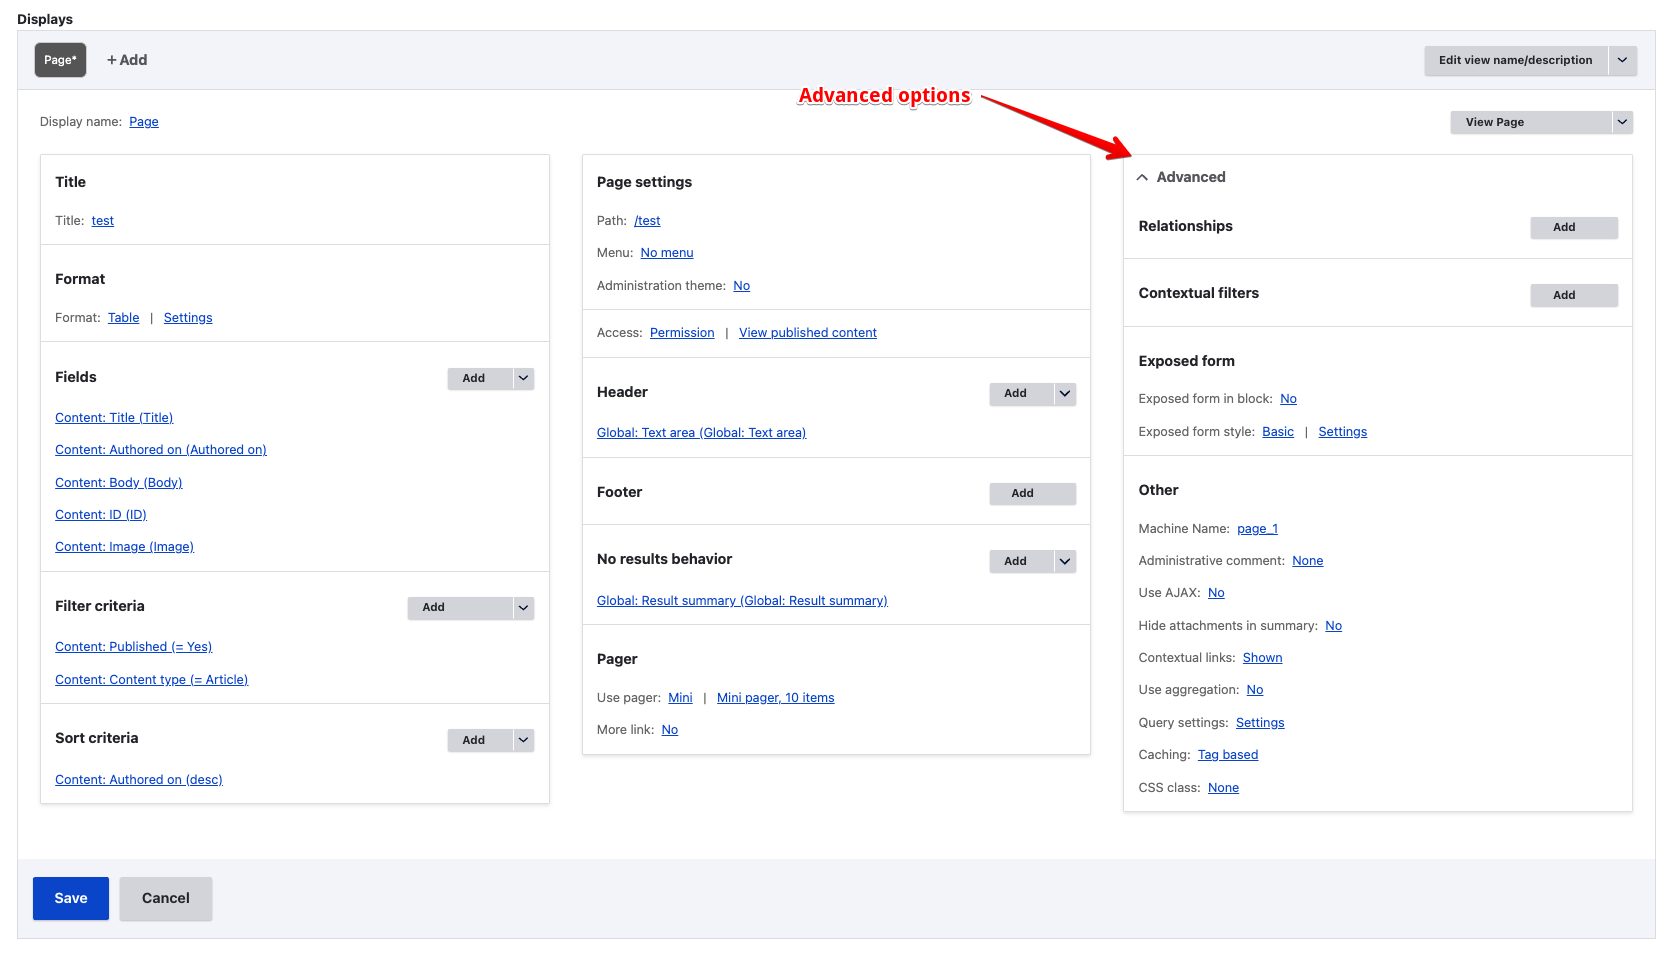 Displays
Page*
+ Add
Edit view name/description
Advanced options
Display name: Page
View Page
Title
Title: test
Format
Format: Table | Settings
Fields
Add
Content: Title (Title)
Content: Authored on (Authored on)
Content: Body (Body)
Content: ID (ID)
Content: Image (Image)
Filter criteria
Add
Content: Published (= Yes)
Content: Content type (= Article)
Sort criteria
Add
Content: Authored on (desc)
Page settings
Path: /test
Menu: No menu
Administration theme: No
Access: Permission | View published content
Header
Add
Global: Text area (Global: Text area)
Footer
Add
No results behavior
Add
Global: Result summary (Global: Result summary)
Pager
Use pager: Mini | Mini pager, 10 items
More link: No
Advanced
Relationships
Add
Contextual filters
Add
Exposed form
Exposed form in block: No
Exposed form style: Basic | Settings
Other
Machine Name: page_1
Administrative comment: None
Use AJAX: No
Hide attachments in summary: No
Contextual links: Shown
Use aggregation: No
Query settings: Settings
Caching: Tag based
CSS class: None
Save
Cancel